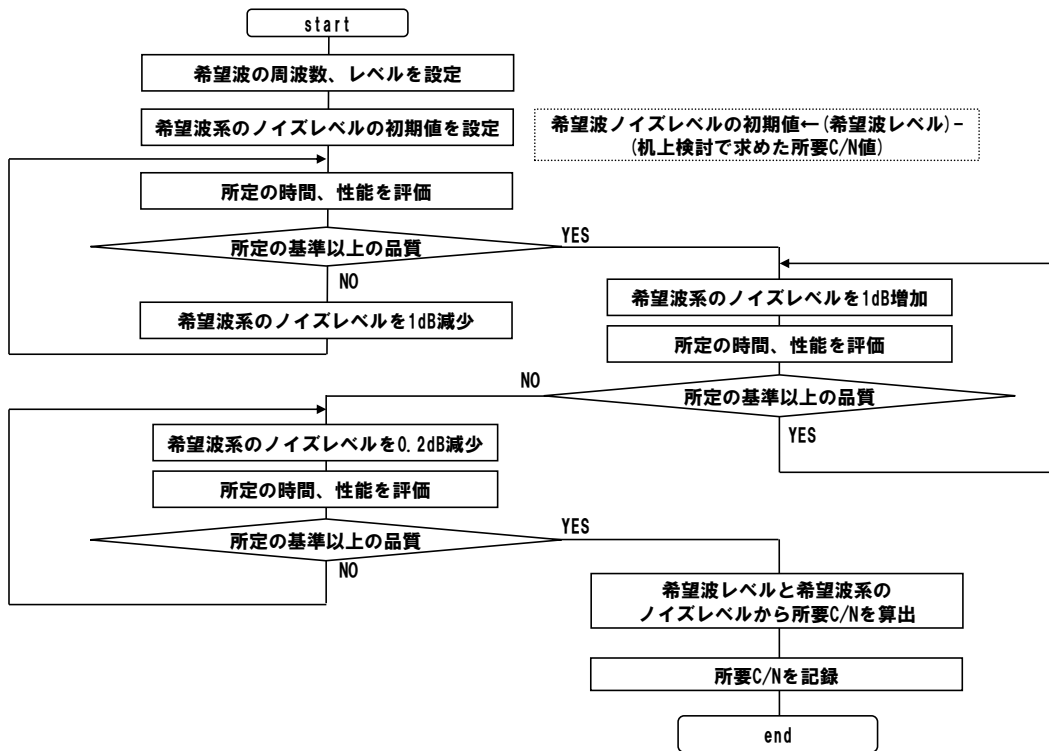 start
希望波の周波数、レベルを設定
希望波系のノイズレベルの初期値を設定
希望波ノイズレベルの初期値←(希望波レベル)-
(机上検討で求めた所要C/N値)
所定の時間、性能を評価
所定の基準以上の品質
YES
NO
希望波系のノイズレベルを1dB減少
希望波系のノイズレベルを1dB増加
所定の時間、性能を評価
所定の基準以上の品質
NO
YES
希望波系のノイズレベルを0.2dB減少
所定の時間、性能を評価
所定の基準以上の品質
YES
NO
希望波レベルと希望波系の
ノイズレベルから所要C/Nを算出
所要C/Nを記録
end